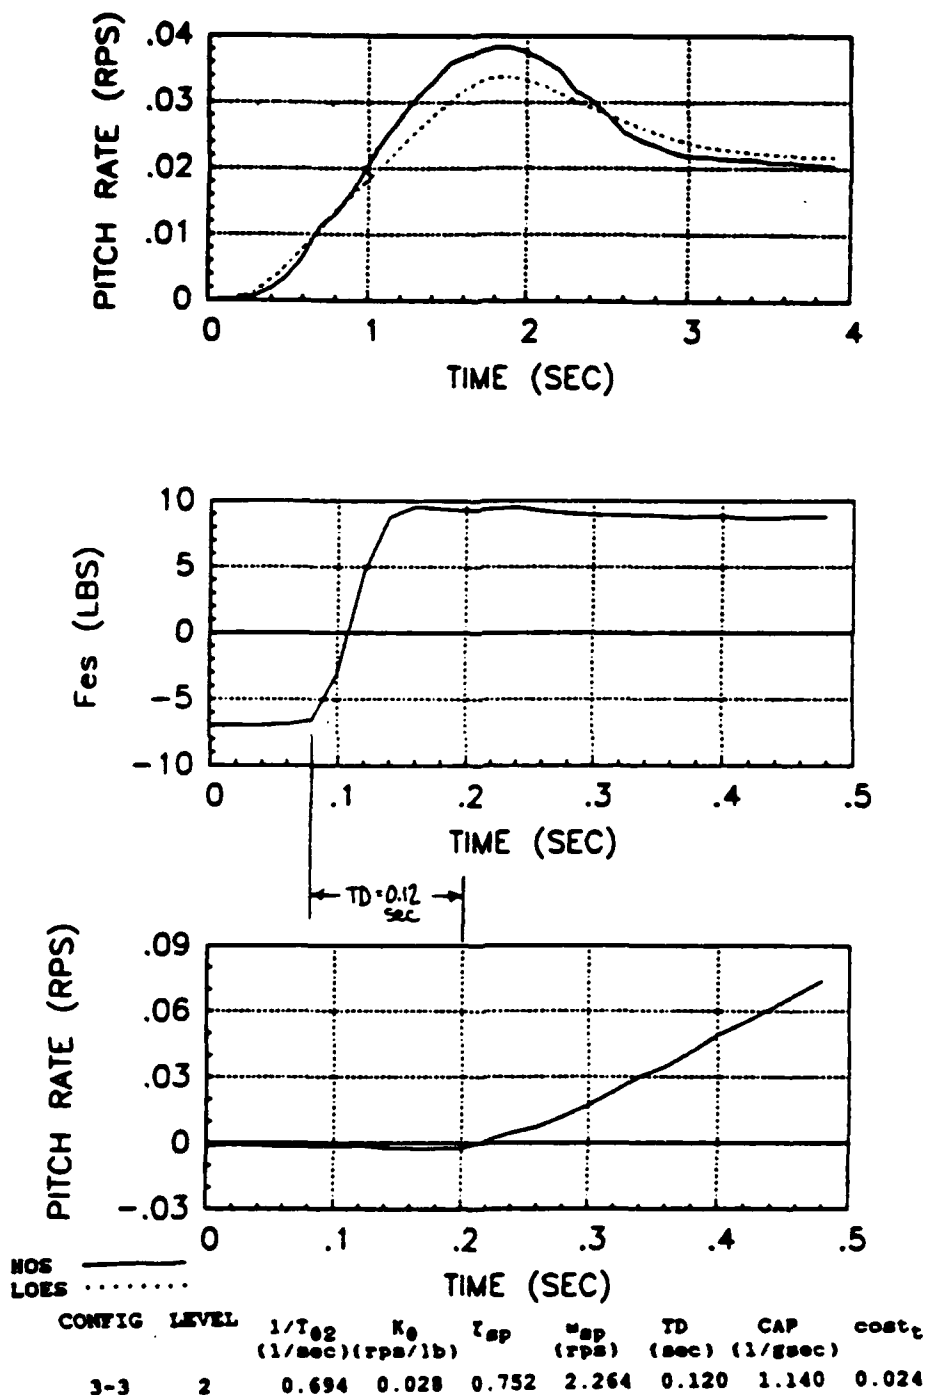 .04
.03
.02
.01
0
PITCH RATE (RPS)
0 1 2 3 4
TIME (SEC)
10
5
0
-5
-10
Fes (LBS)
0 .1 .2 .3 .4 .5
TIME (SEC)
TD = 0.12
sec
.09
.06
.03
0
-.03
PITCH RATE (RPS)
0 .1 .2 .3 .4 .5
TIME (SEC)
HOS
LOES
CONFIG LEVEL 1/Tθ2 Kθ ζsp ωsp TD CAP costt
(1/sec)(rps/lb) (rps) (sec) (1/gsec)
3-3 2 0.694 0.028 0.752 2.264 0.120 1.140 0.024